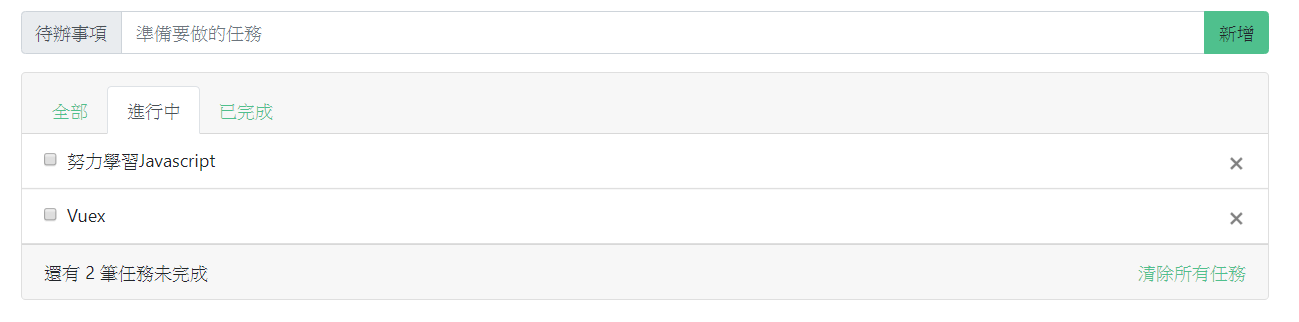 待辦事項 準備要做的任務 新增
全部 進行中 已完成
努力學習Javascript
Vuex
還有 2 筆任務未完成 清除所有任務